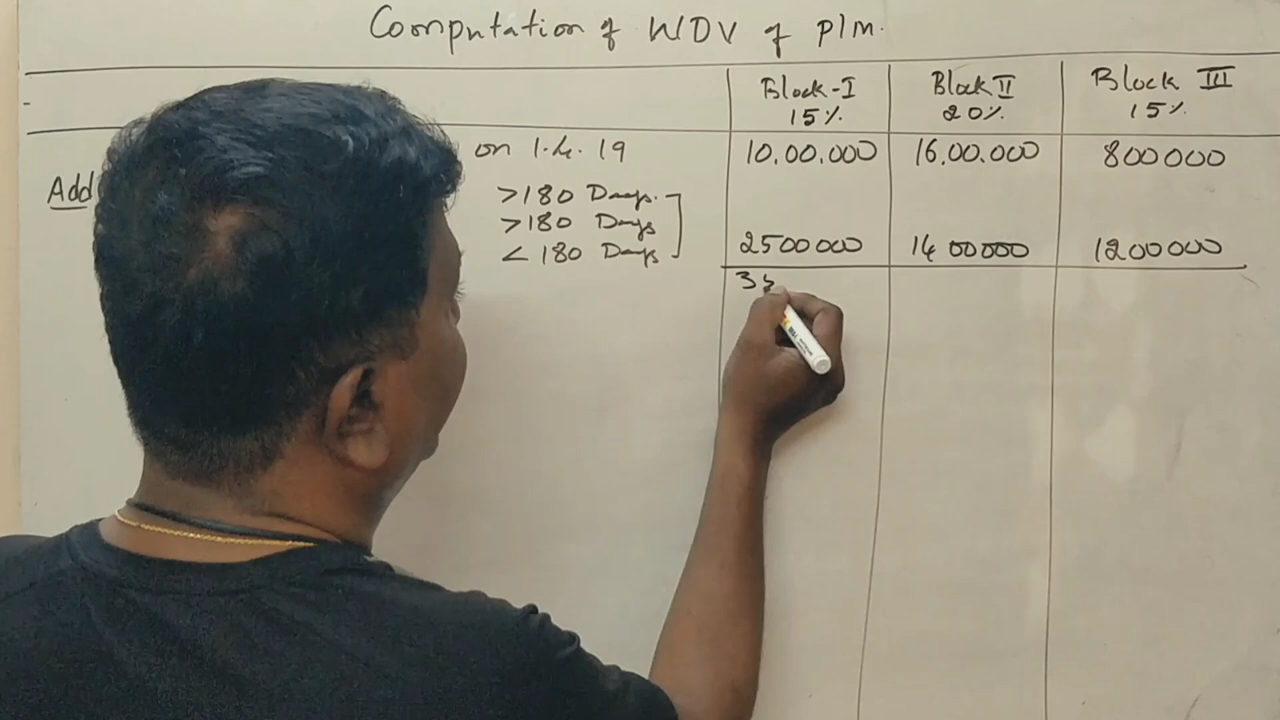 Computation of WDV of P/M.
Block-I Block II Block III
15% 20% 15%
on 1.4.19 10,00,000 16,00,000 800000
Add
>180 Days.
>180 Days
<180 Days 2500000 1400000 1200000
35